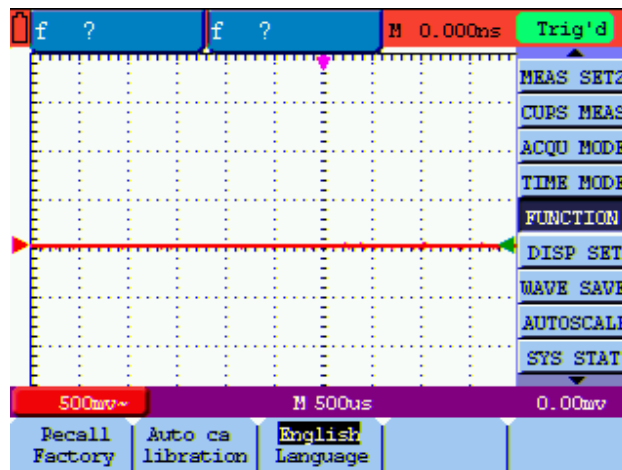 f ?
f ?
M 0.000ns
Trig'd
MEAS SET2
CURS MEAS
ACQU MODE
TIME MODE
FUNCTION
DISP SET
WAVE SAVE
AUTOSCALE
SYS STAT
500mv~
M 500us
0.00mv
Recall
Factory
Auto ca
libration
English
Language